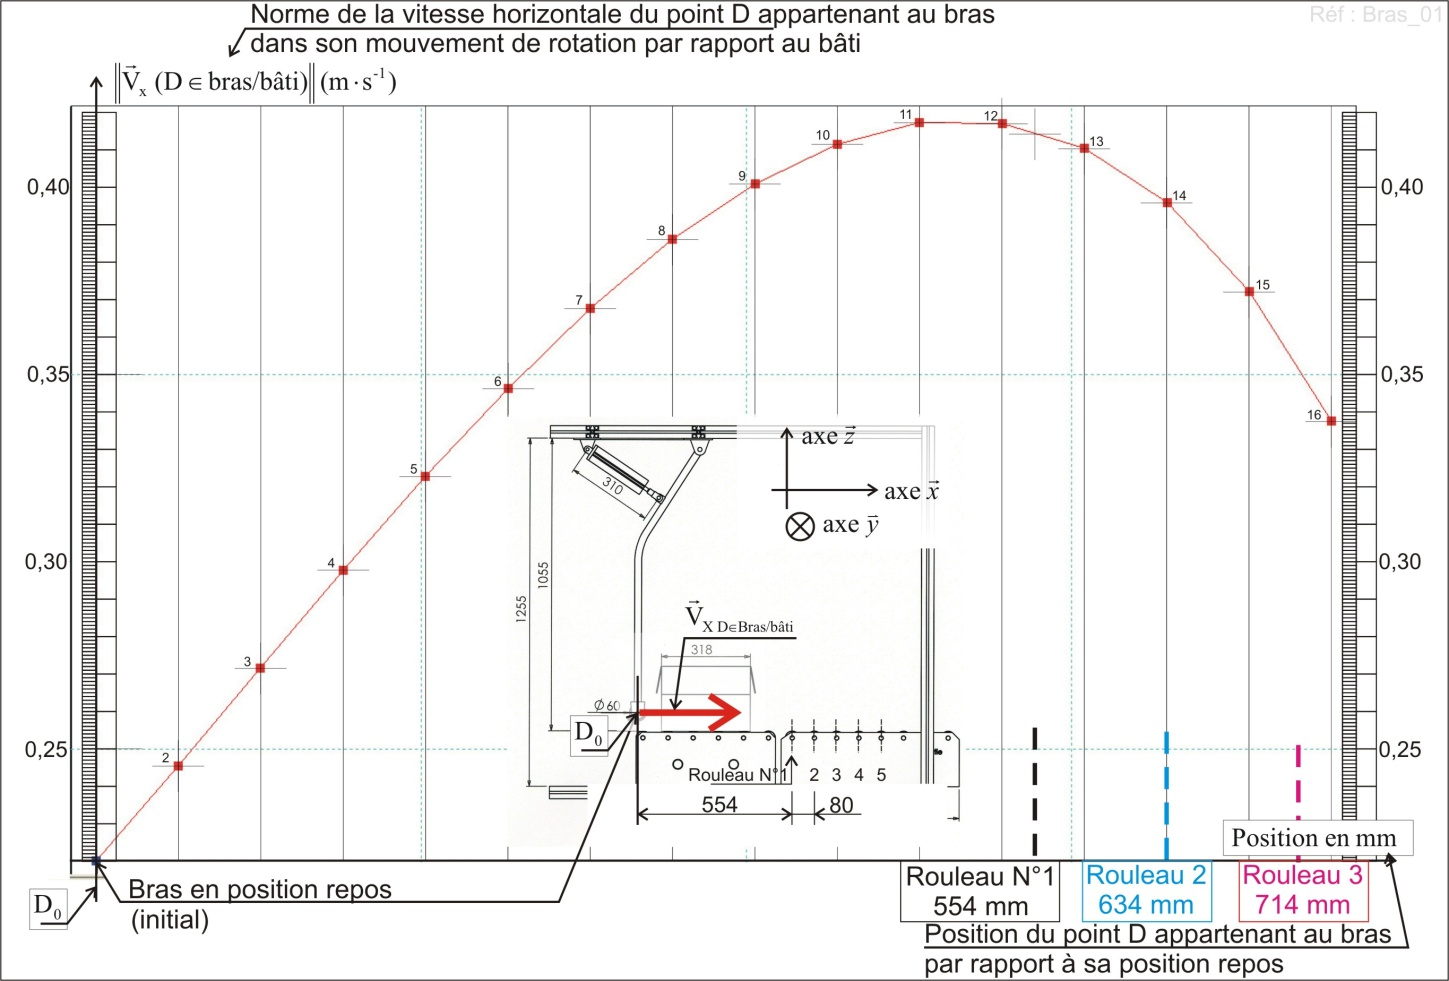 Norme de la vitesse horizontale du point D appartenant au bras
dans son mouvement de rotation par rapport au bâti
Réf : Bras_01
‖V⃗x (D ∈ bras/bâti)‖ (m·s⁻¹)
0,40
0,35
0,30
0,25
0,40
0,35
0,30
0,25
2
3
4
5
6
7
8
9
10
11
12
13
14
15
16
axe z⃗
axe x⃗
axe y⃗
310
1055
1255
V⃗X D∈Bras/bâti
318
Ø60
D₀
Rouleau N°1 2 3 4 5
554
80
Position en mm
Rouleau N°1
554 mm
Rouleau 2
634 mm
Rouleau 3
714 mm
D₀
Bras en position repos
(initial)
Position du point D appartenant au bras
par rapport à sa position repos